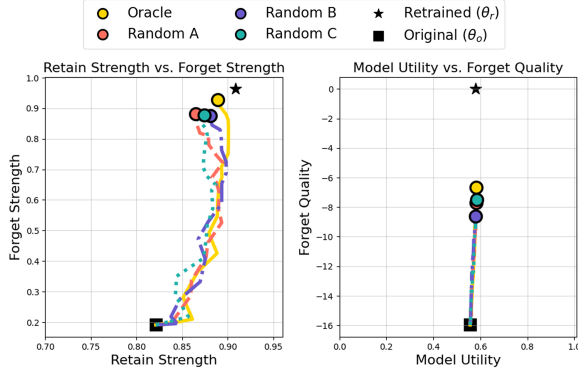 Oracle Random B Retrained (θr)
Random A Random C Original (θo)
Retain Strength vs. Forget Strength
1.0
0.9
0.8
0.7
0.6
0.5
0.4
0.3
0.2
Forget Strength
0.70 0.75 0.80 0.85 0.90 0.95
Retain Strength
Model Utility vs. Forget Quality
0
−2
−4
−6
−8
−10
−12
−14
−16
Forget Quality
0.0 0.2 0.4 0.6 0.8 1.0
Model Utility